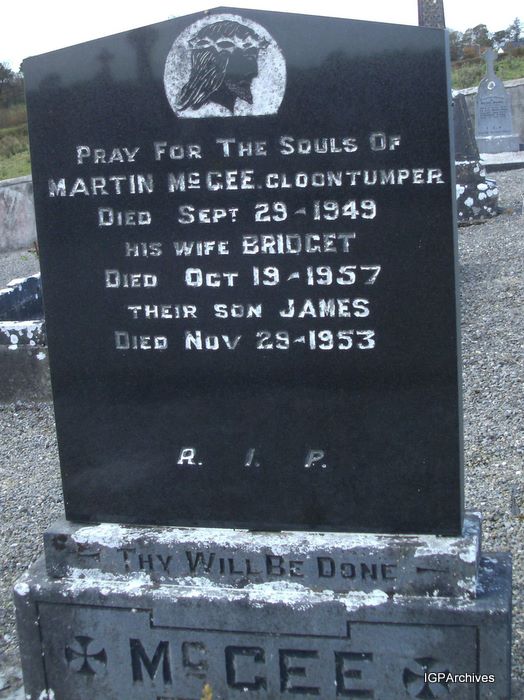 Pray For The Souls Of
MARTIN McGEE. CLOONTUMPER
Died Sept 29-1949
HIS WIFE BRIDGET
Died Oct 19-1957
THEIR SON JAMES
Died Nov 29-1953
R. I. P.
- Thy Will Be Done -
McGEE
IGPArchives